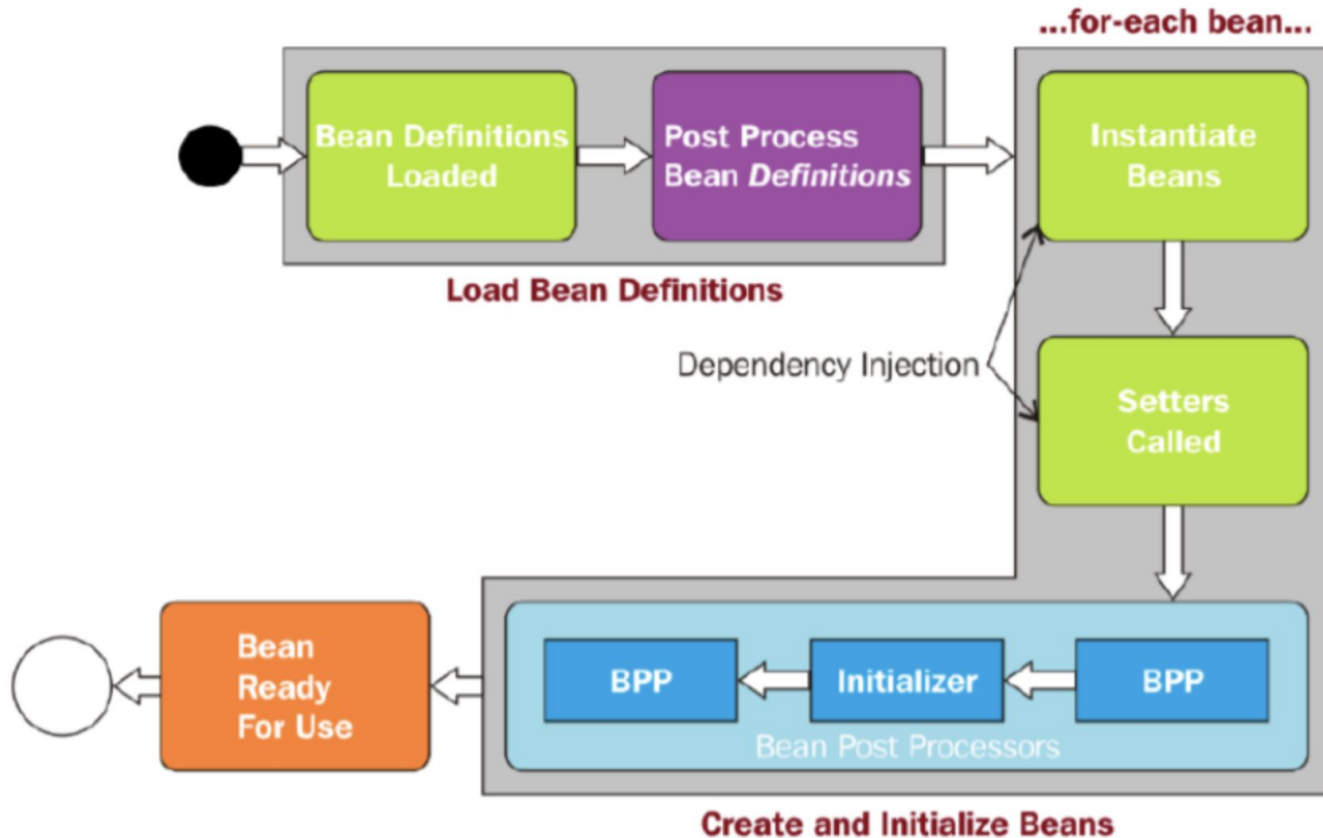 ...for-each bean...
Bean Definitions
Loaded
Post Process
Bean Definitions
Instantiate
Beans
Load Bean Definitions
Dependency Injection
Setters
Called
Bean
Ready
For Use
BPP
Initializer
BPP
Bean Post Processors
Create and Initialize Beans